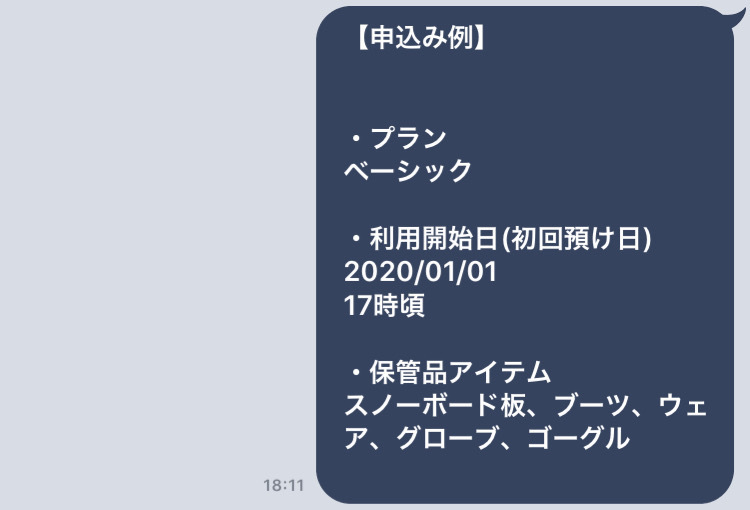 【申込み例】
・プラン
ベーシック
・利用開始日(初回預け日)
2020/01/01
17時頃
・保管品アイテム
スノーボード板、ブーツ、ウェ
ア、グローブ、ゴーグル
18:11